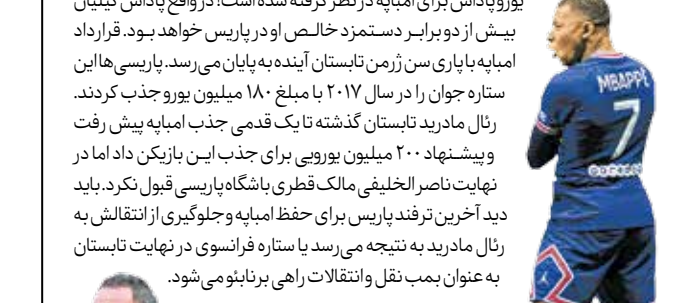 یورو پاداش برای امباپه در نظر گرفته شده است؛ در واقع پاداش کیلیان
بیش از دو برابر دستمزد خالص او در پاریس خواهد بود. قرارداد
امباپه با پاری سن ژرمن تابستان آینده به پایان می‌رسد. پاریسی‌ها این
ستاره جوان را در سال ۲۰۱۷ با مبلغ ۱۸۰ میلیون یورو جذب کردند.
رئال مادرید تابستان گذشته تا یک قدمی جذب امباپه پیش رفت
و پیشنهاد ۲۰۰ میلیون یورویی برای جذب این بازیکن داد اما در
نهایت ناصر الخلیفی مالک قطری باشگاه پاریسی قبول نکرد. باید
دید آخرین ترفند پاریس برای حفظ امباپه و جلوگیری از انتقالش به
رئال مادرید به نتیجه می‌رسد یا ستاره فرانسوی در نهایت تابستان
به عنوان بمب نقل و انتقالات راهی برنابئو می‌شود.
MBAPPE
7
ooredoo